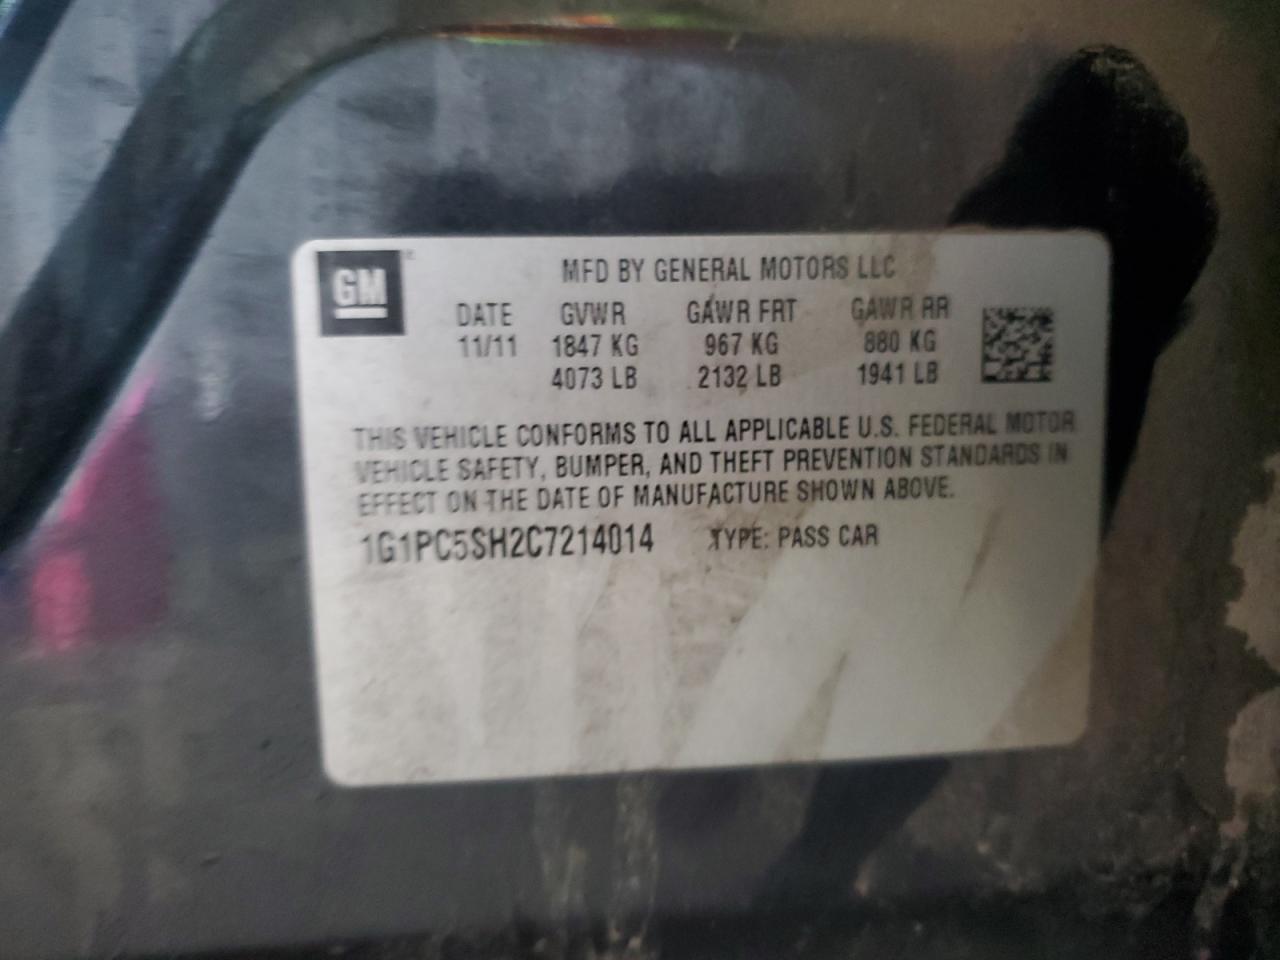 GM
MFD BY GENERAL MOTORS LLC
DATE GVWR GAWR FRT GAWR RR
11/11 1847 KG 967 KG 880 KG
4073 LB 2132 LB 1941 LB
THIS VEHICLE CONFORMS TO ALL APPLICABLE U.S. FEDERAL MOTOR
VEHICLE SAFETY, BUMPER, AND THEFT PREVENTION STANDARDS IN
EFFECT ON THE DATE OF MANUFACTURE SHOWN ABOVE.
1G1PC5SH2C7214014 TYPE: PASS CAR